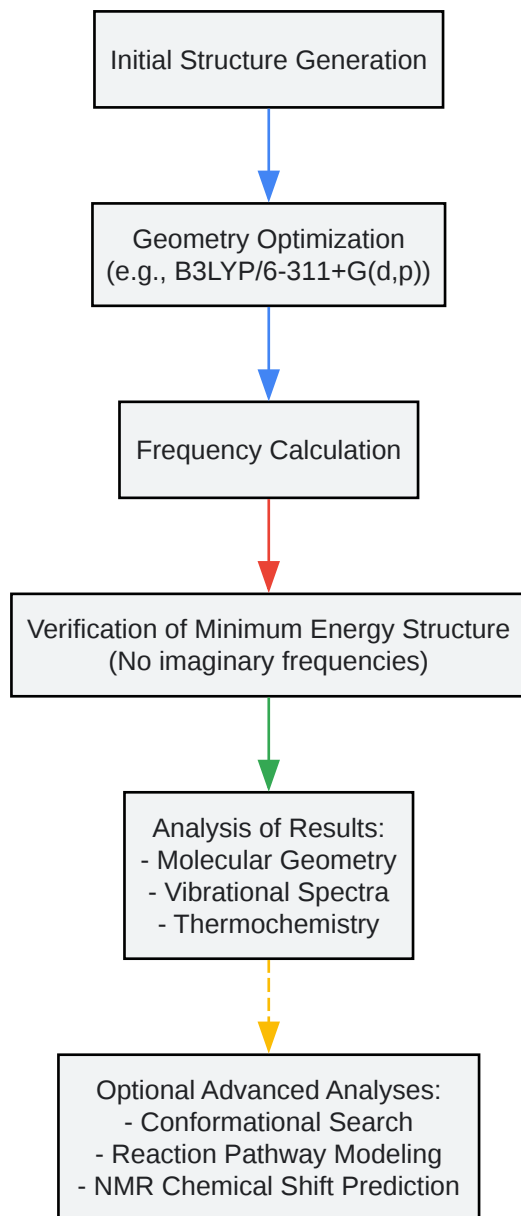 Initial Structure Generation
Geometry Optimization
(e.g., B3LYP/6-311+G(d,p))
Frequency Calculation
Verification of Minimum Energy Structure
(No imaginary frequencies)
Analysis of Results:
- Molecular Geometry
- Vibrational Spectra
- Thermochemistry
Optional Advanced Analyses:
- Conformational Search
- Reaction Pathway Modeling
- NMR Chemical Shift Prediction